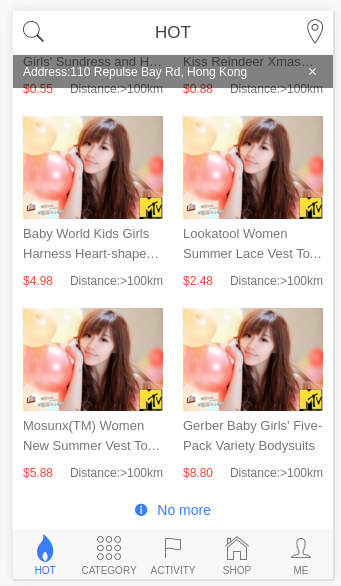 HOT
Girls' Sundress and H…
Kiss Reindeer Xmas…
Address:110 Repulse Bay Rd, Hong Kong ×
$0.55 Distance:>100km
$0.88 Distance:>100km
MTV
MTV
Baby World Kids Girls
Harness Heart-shape…
$4.98 Distance:>100km
Lookatool Women
Summer Lace Vest To…
$2.48 Distance:>100km
MTV
MTV
Mosunx(TM) Women
New Summer Vest To…
$5.88 Distance:>100km
Gerber Baby Girls' Five-
Pack Variety Bodysuits
$8.80 Distance:>100km
No more
HOT CATEGORY ACTIVITY SHOP ME